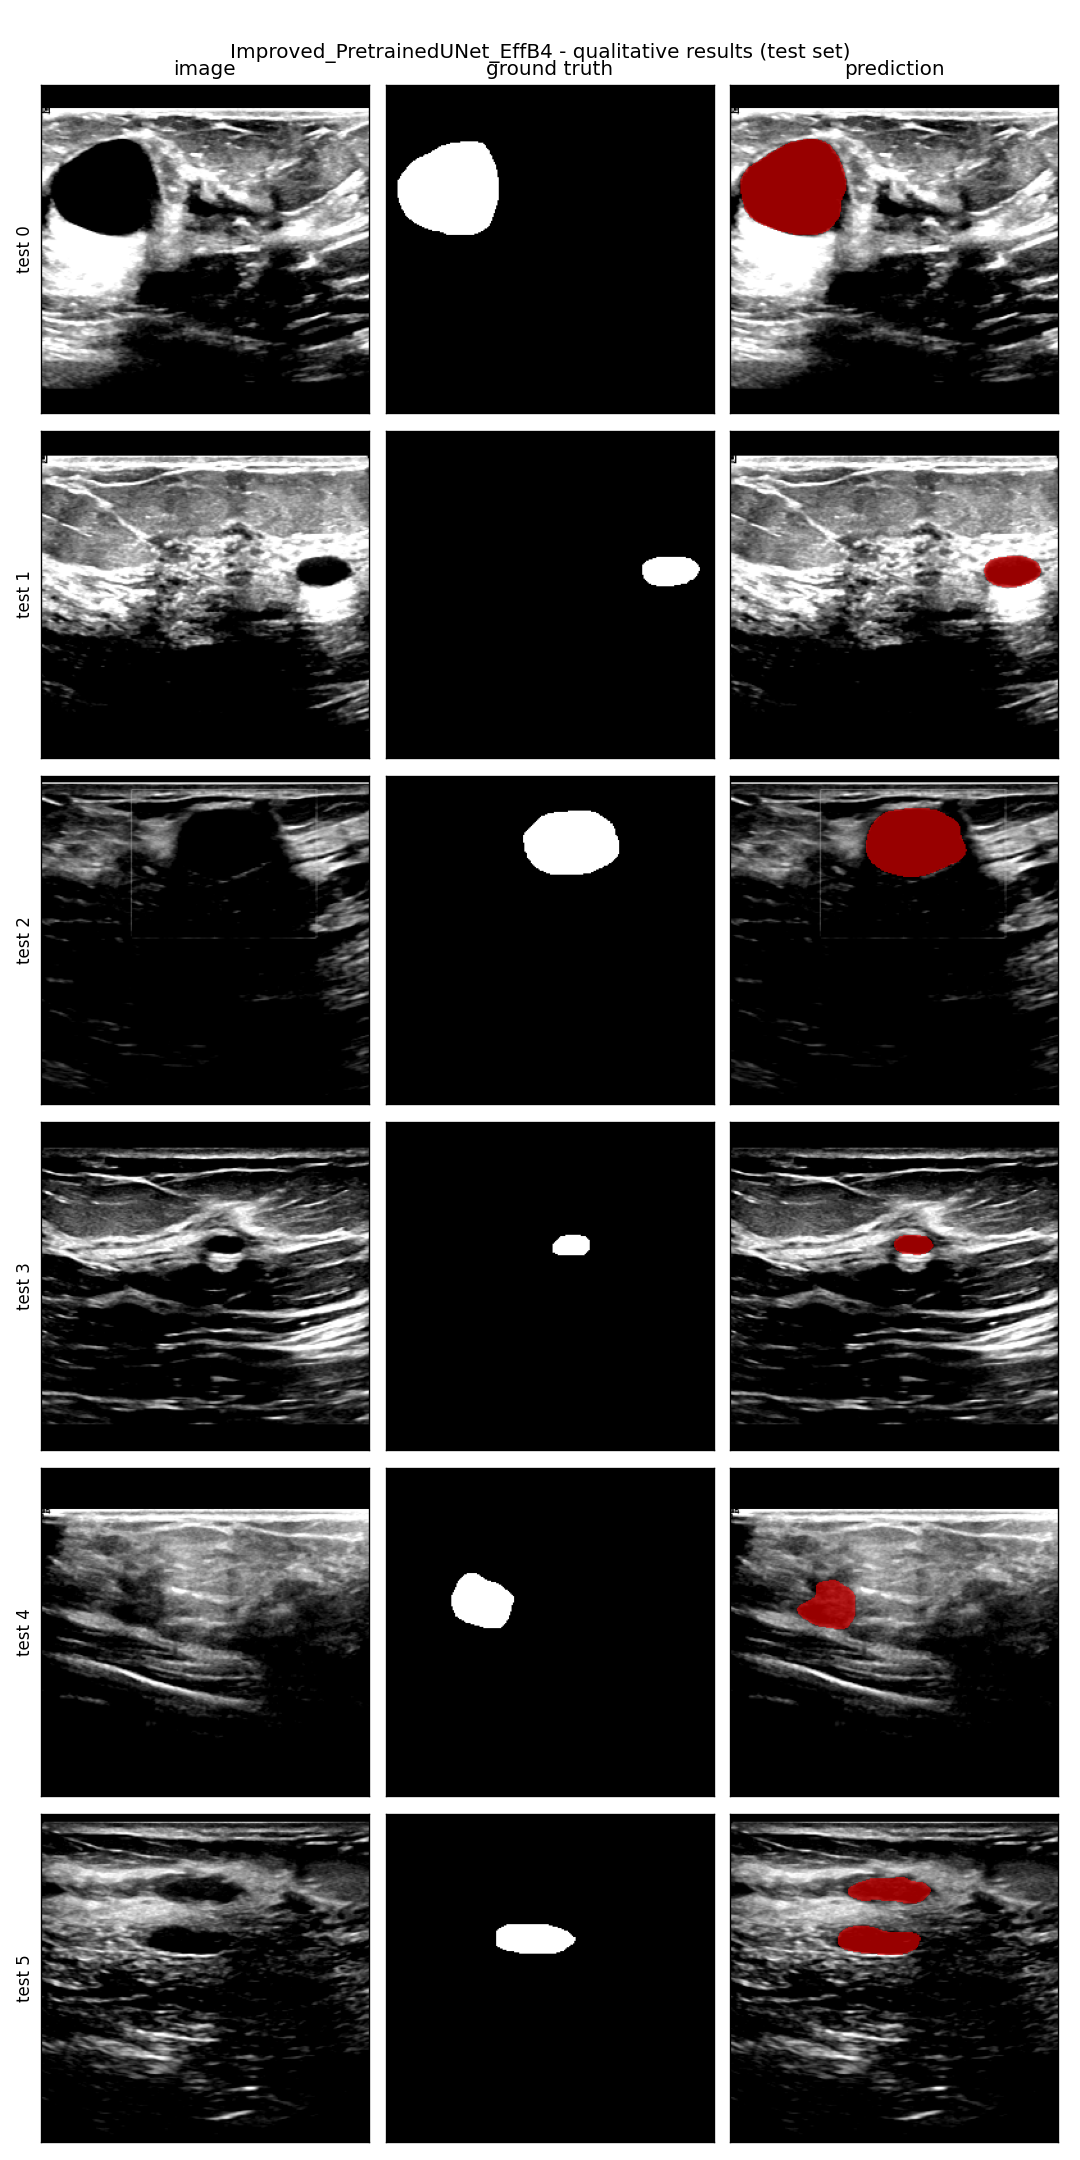 Improved_PretrainedUNet_EffB4 - qualitative results (test set)
image ground truth prediction
test 0
test 1
test 2
test 3
test 4
test 5